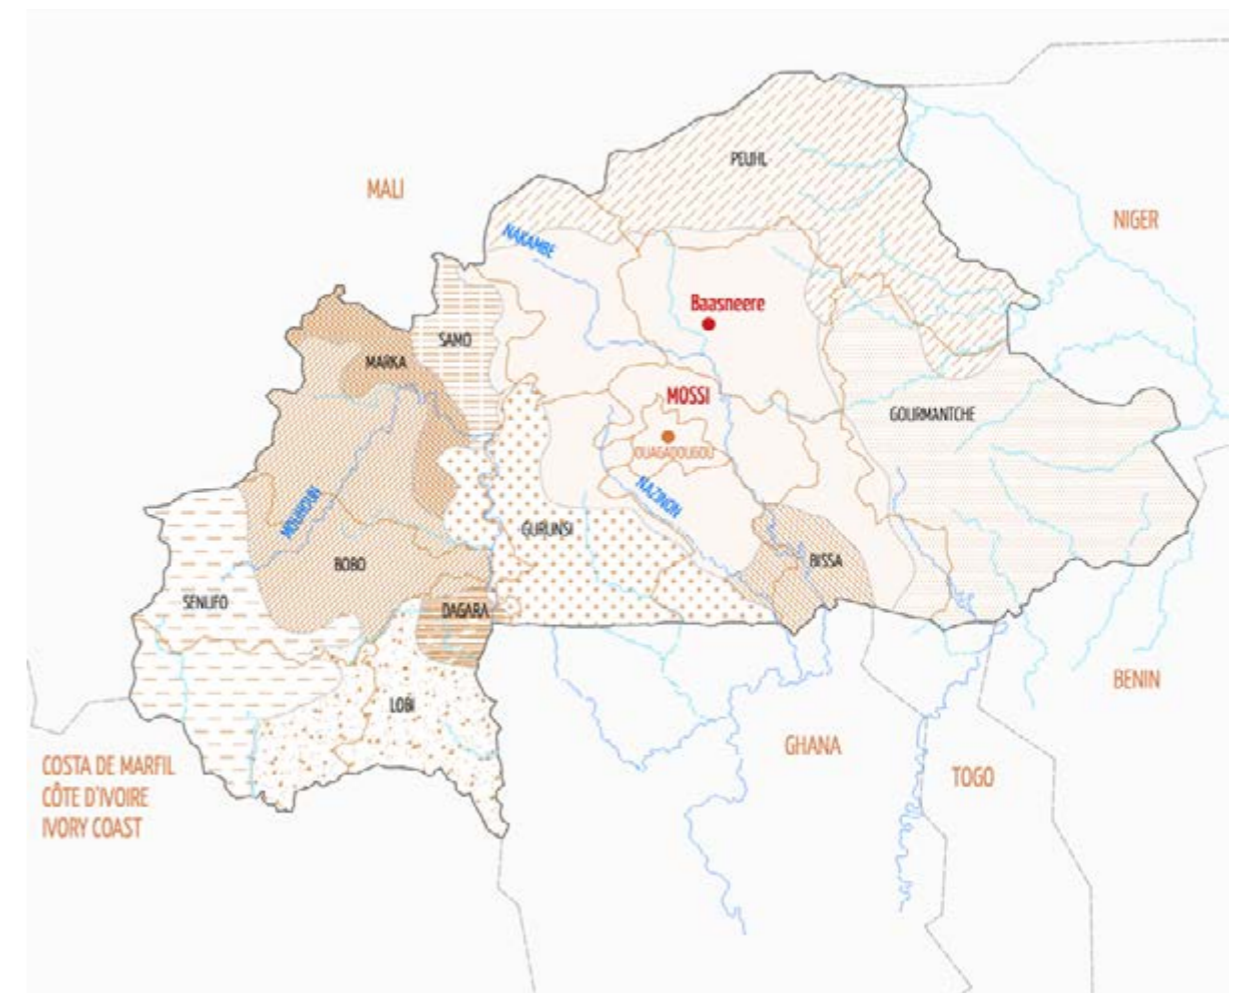 PEUHL
MALI
NIGER
NAKAMBE
Baasneere
SAMO
MARKA
MOSSI
GOURMANTCHE
OUAGADOUGOU
NAZINON
MOUHOUN
GURUNSI
BISSA
BOBO
SENUFO
DAGARA
BENIN
LOBI
GHANA
COSTA DE MARFIL
CÔTE D'IVOIRE
IVORY COAST
TOGO